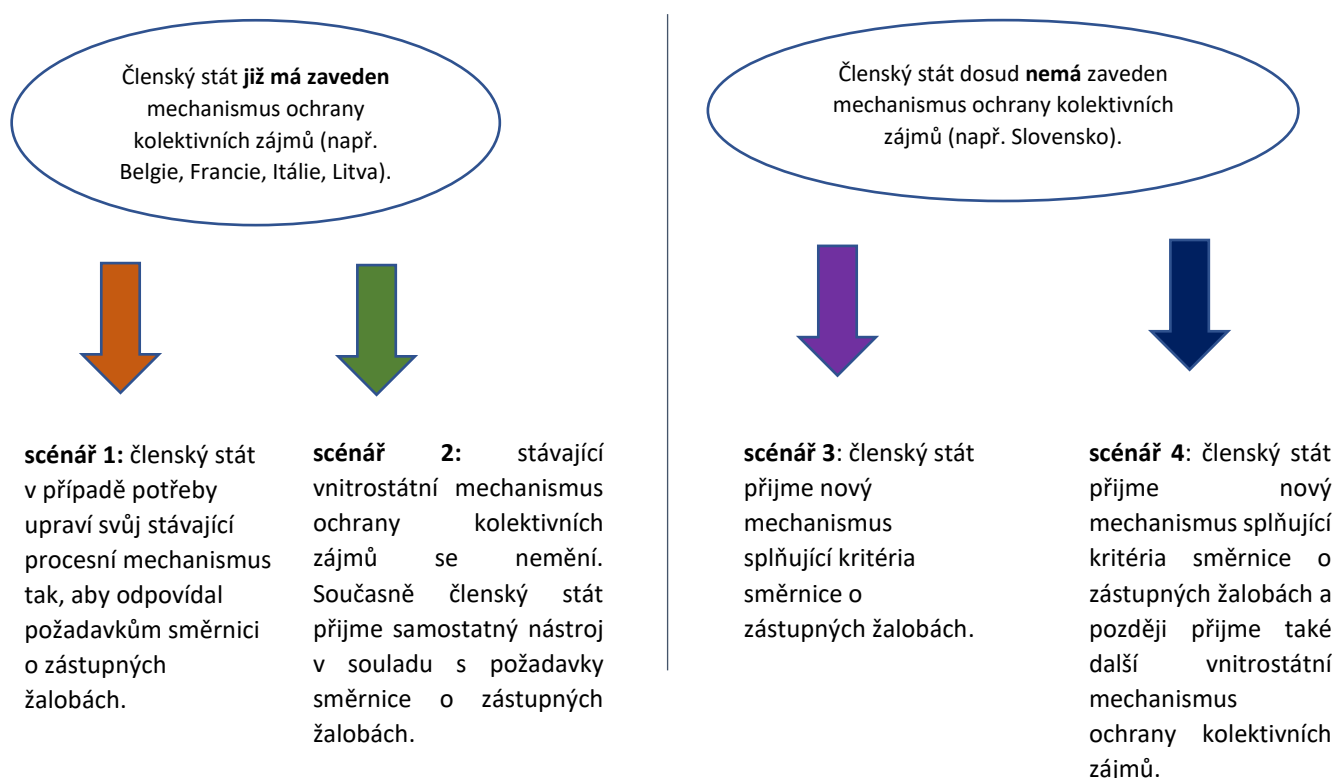 Členský stát již má zaveden
mechanismus ochrany
kolektivních zájmů (např.
Belgie, Francie, Itálie, Litva).
Členský stát dosud nemá zaveden
mechanismus ochrany kolektivních
zájmů (např. Slovensko).
scénář 1: členský stát
v případě potřeby
upraví svůj stávající
procesní mechanismus
tak, aby odpovídal
požadavkům směrnici
o zástupných
žalobách.
scénář 2: stávající
vnitrostátní mechanismus
ochrany kolektivních
zájmů se nemění.
Současně členský stát
přijme samostatný nástroj
v souladu s požadavky
směrnice o zástupných
žalobách.
scénář 3: členský stát
přijme nový
mechanismus
splňující kritéria
směrnice o
zástupných žalobách.
scénář 4: členský stát
přijme nový
mechanismus splňující
kritéria směrnice o
zástupných žalobách a
později přijme také
další vnitrostátní
mechanismus
ochrany kolektivních
zájmů.